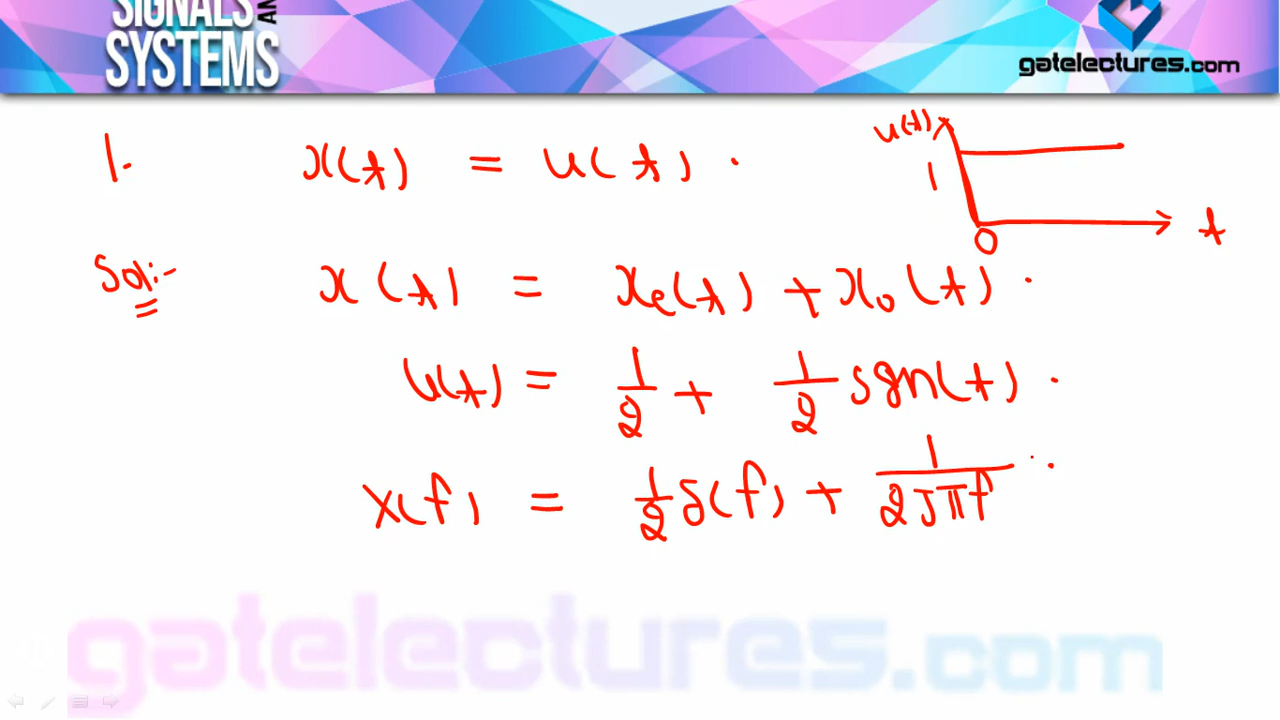 SIGNALS AN
SYSTEMS
gatelectures.com
1. x(t) = u(t).
u(t)
1
0
t
Sol:- x(t) = xe(t) + xo(t).
u(t) = 1/2 + 1/2 sgn(t).
X(f) = 1/2 δ(f) + 1/2jπf
gatelectures.com